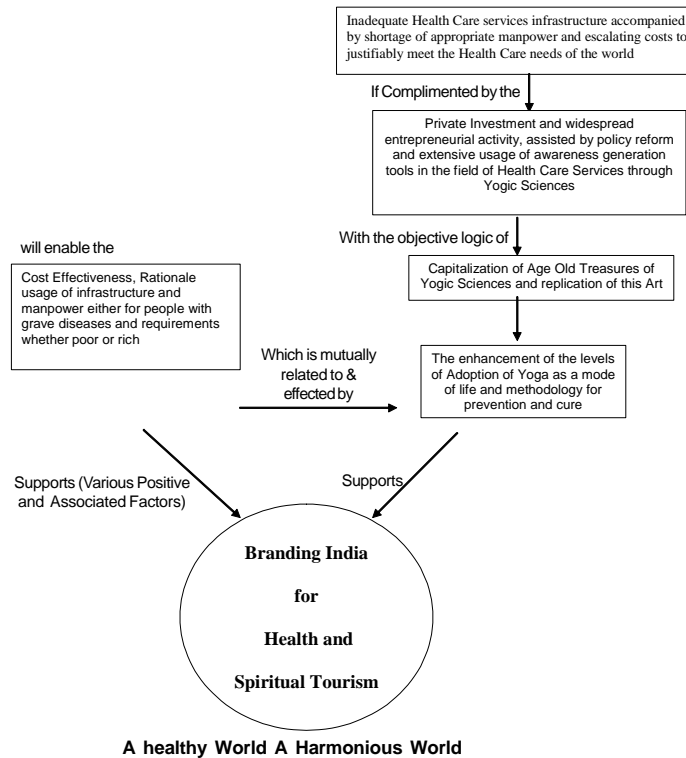 Inadequate Health Care services infrastructure accompanied
by shortage of appropriate manpower and escalating costs to
justifiably meet the Health Care needs of the world
If Complimented by the
Private Investment and widespread
entrepreneurial activity, assisted by policy reform
and extensive usage of awareness generation
tools in the field of Health Care Services through
Yogic Sciences
With the objective logic of
Capitalization of Age Old Treasures of
Yogic Sciences and replication of this Art
will enable the
Cost Effectiveness, Rationale
usage of infrastructure and
manpower either for people with
grave diseases and requirements
whether poor or rich
Which is mutually
related to &
effected by
The enhancement of the levels
of Adoption of Yoga as a mode
of life and methodology for
prevention and cure
Supports (Various Positive
and Associated Factors)
Supports
Branding India
for
Health and
Spiritual Tourism
A healthy World A Harmonious World